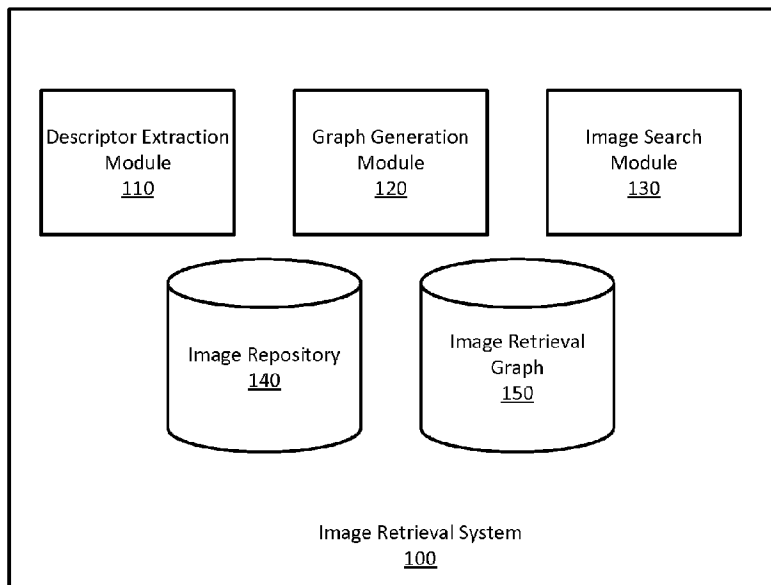 Descriptor Extraction
Module
110
Graph Generation
Module
120
Image Search
Module
130
Image Repository
140
Image Retrieval
Graph
150
Image Retrieval System
100